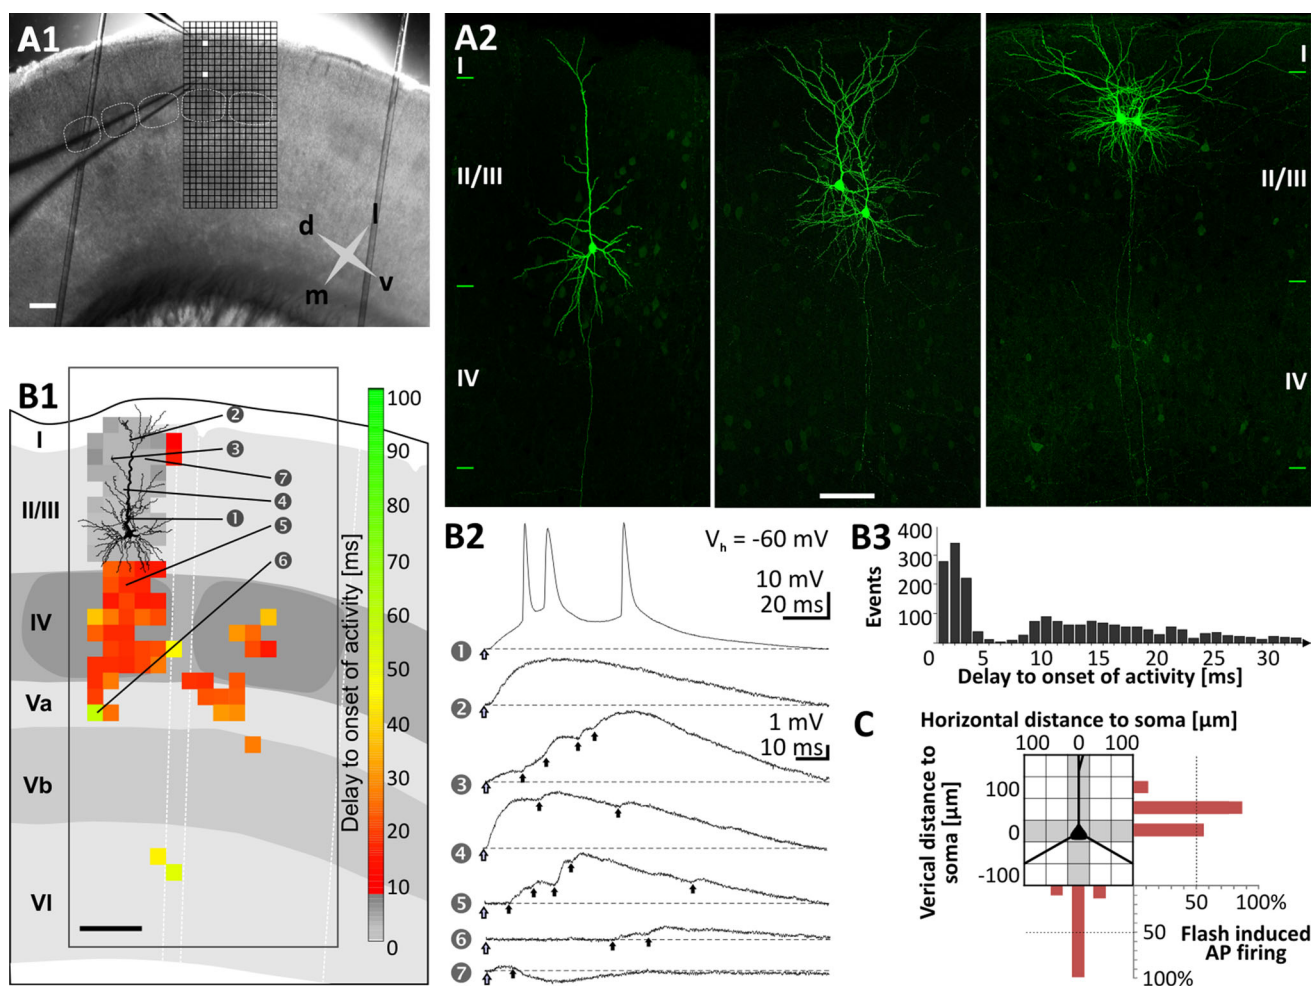 A1
d
l
m
v
A2
I
II/III
IV
I
II/III
IV
B1
I
II/III
IV
Va
Vb
VI
2
3
7
4
1
5
6
Delay to onset of activity [ms]
100
90
80
70
60
50
40
30
20
10
0
B2
Vh = -60 mV
10 mV
20 ms
1
2
1 mV
10 ms
3
4
5
6
7
B3
Events
400
300
200
100
0 5 10 15 20 25 30
Delay to onset of activity [ms]
C
Horizontal distance to soma [µm]
100 0 100
Verical distance to
soma [µm]
100
0
-100
50 100%
50
100%
Flash induced
AP firing